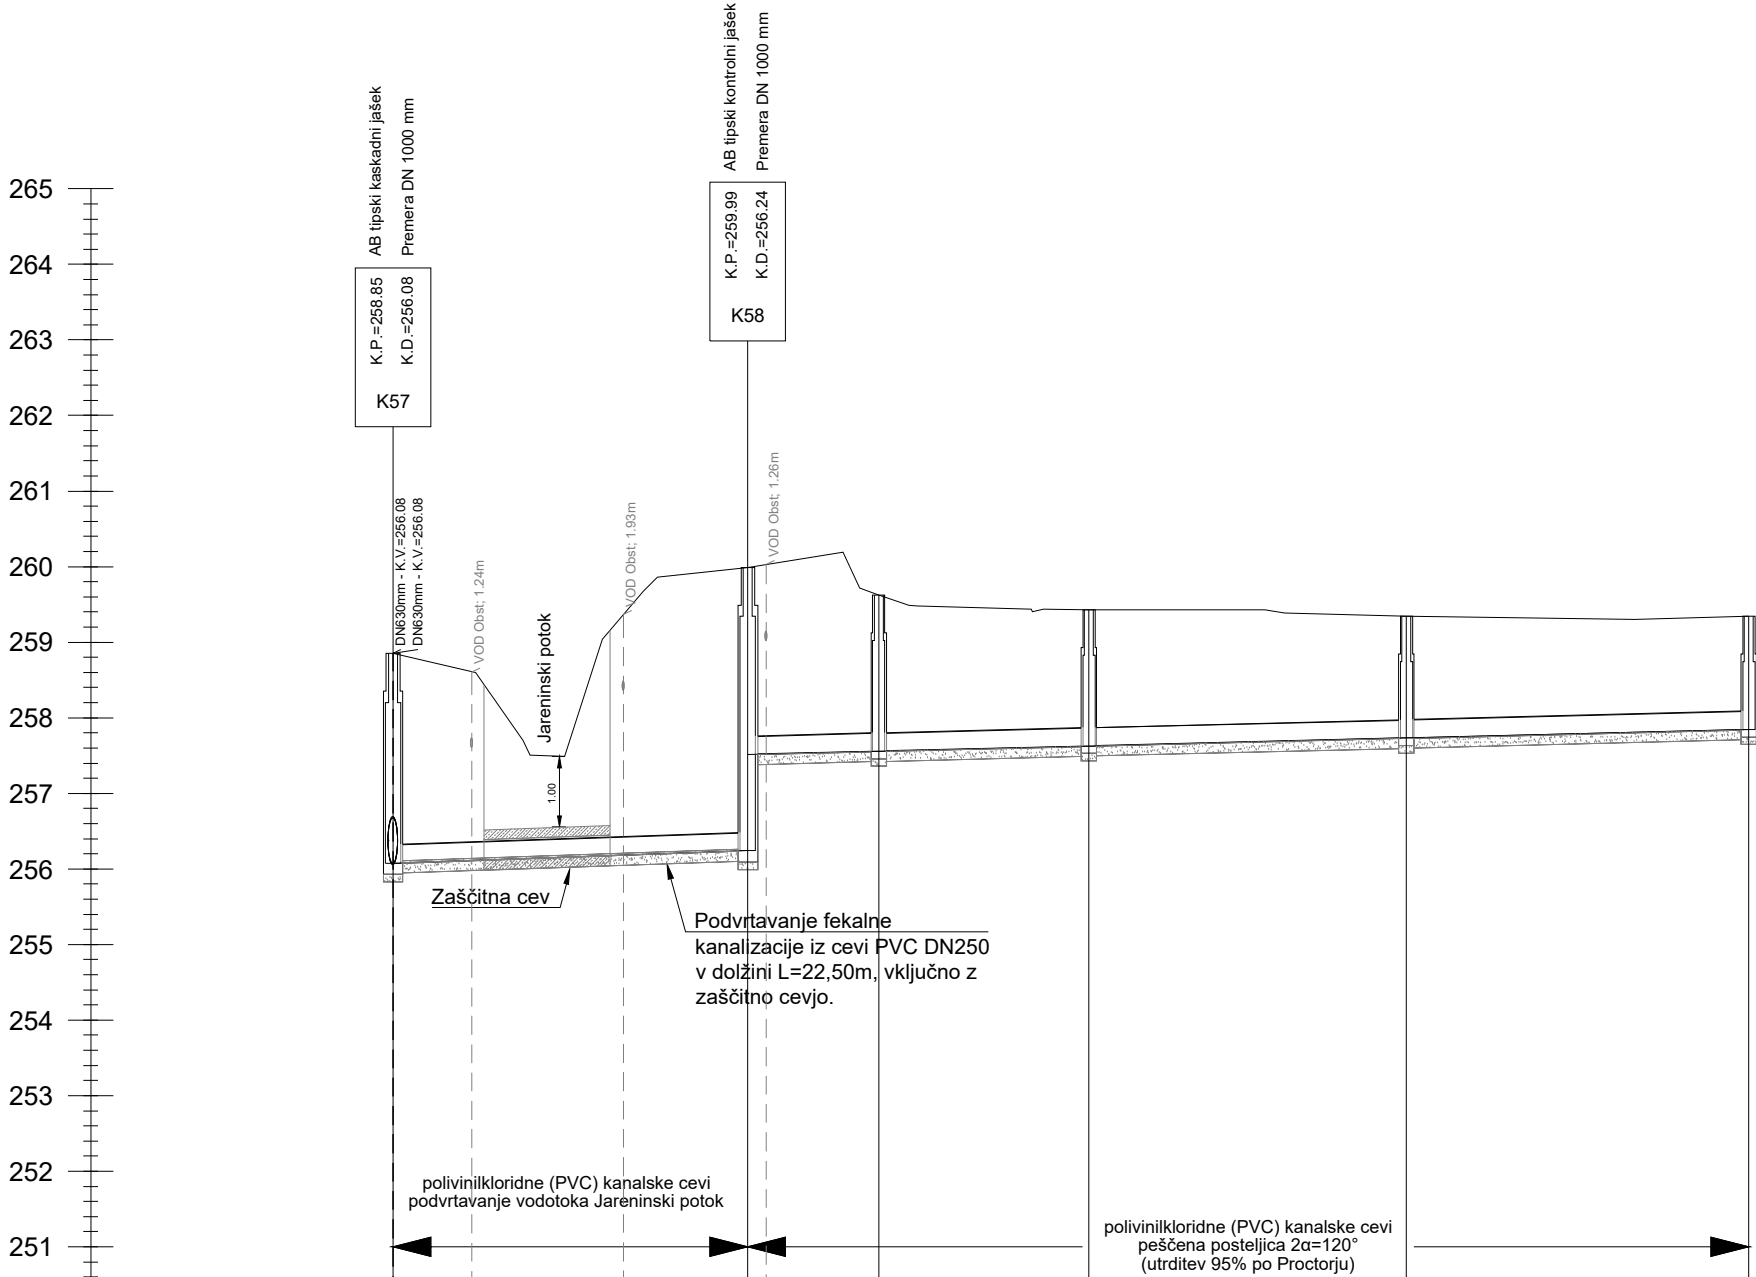 AB tipski kaskadni jašek
Premera DN 1000 mm
K.P.=258.85
K.D.=256.08
K57
AB tipski kontrolni jašek
Premera DN 1000 mm
K.P.=259.99
K.D.=256.24
K58
265
264
263
262
261
260
259
258
257
256
255
254
253
252
251
DN630mm - K.V.=256.08
DN630mm - K.V.=256.08
VOD Obst; 1.24m
Jareninski potok
1.00
VOD Obst; 1.93m
VOD Obst; 1.26m
Zaščitna cev
Podvrtavanje fekalne
kanalizacije iz cevi PVC DN250
v dolžini L=22,50m, vključno z
zaščitno cevjo.
polivinilkloridne (PVC) kanalske cevi
podvrtavanje vodotoka Jareninski potok
polivinilkloridne (PVC) kanalske cevi
peščena posteljica 2α=120°
(utrditev 95% po Proctorju)